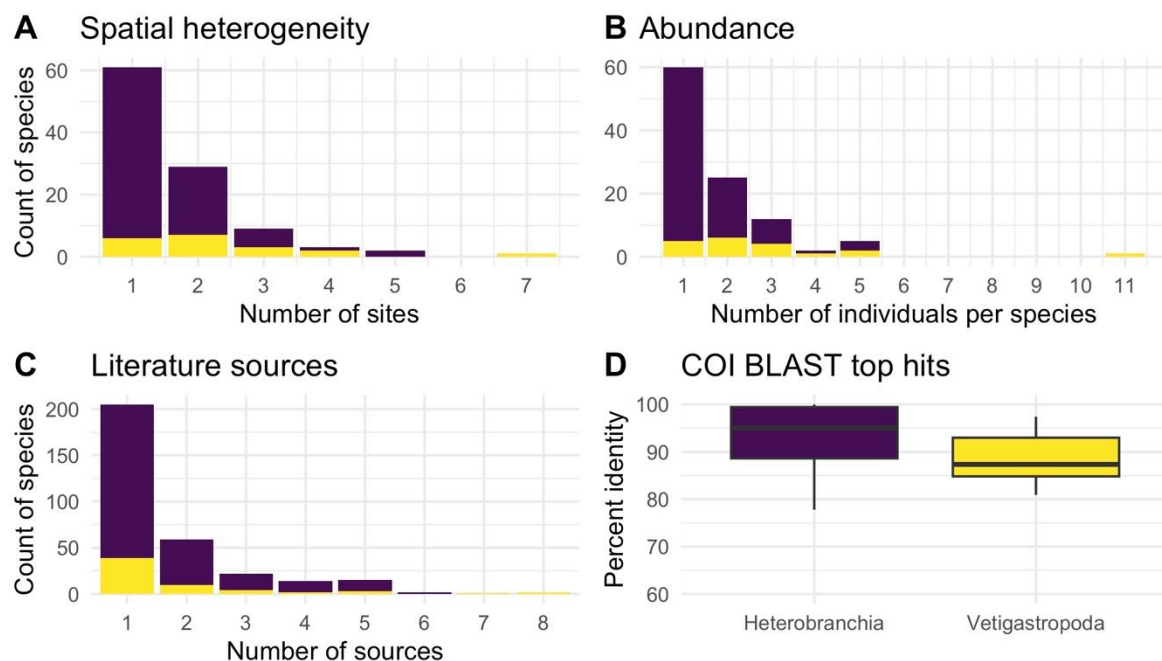 A Spatial heterogeneity
Count of species
60
40
20
0
1 2 3 4 5 6 7
Number of sites
B Abundance
Count of species
60
40
20
0
1 2 3 4 5 6 7 8 9 10 11
Number of individuals per species
C Literature sources
Count of species
200
150
100
50
0
1 2 3 4 5 6 7 8
Number of sources
D COI BLAST top hits
Percent identity
100
90
80
70
60
Heterobranchia Vetigastropoda